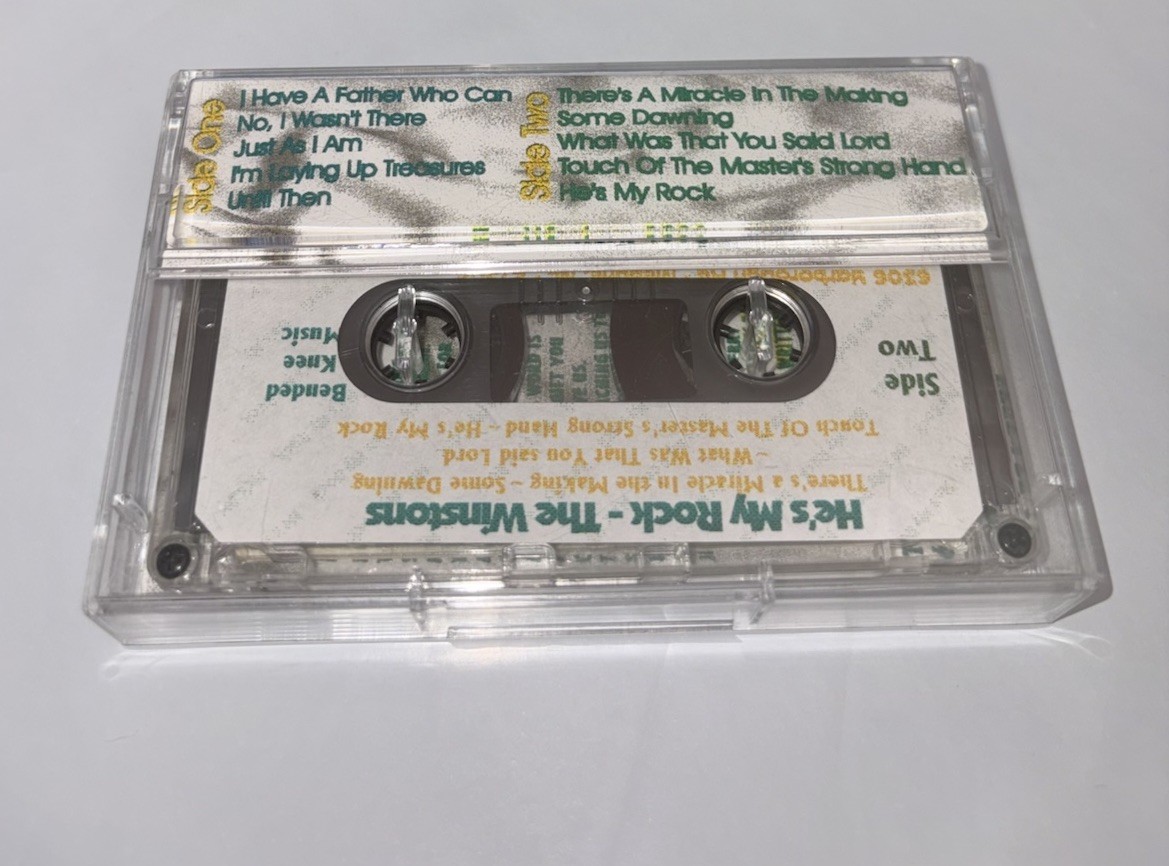 Side One
I Have A Father Who Can
No, I Wasn't There
Just As I Am
I'm Laying Up Treasures
Until Then
Side Two
There's A Miracle In The Making
Some Dawning
What Was That You Said Lord
Touch Of The Master's Strong Hand
He's My Rock
He's My Rock - The Winstons
There's a Miracle In the Making - Some Dawning
- What Was That You said Lord
Touch Of The Master's Strong Hand - He's My Rock
Side
Two
Bended
Knee
Music
6306 Yarborough Rd.